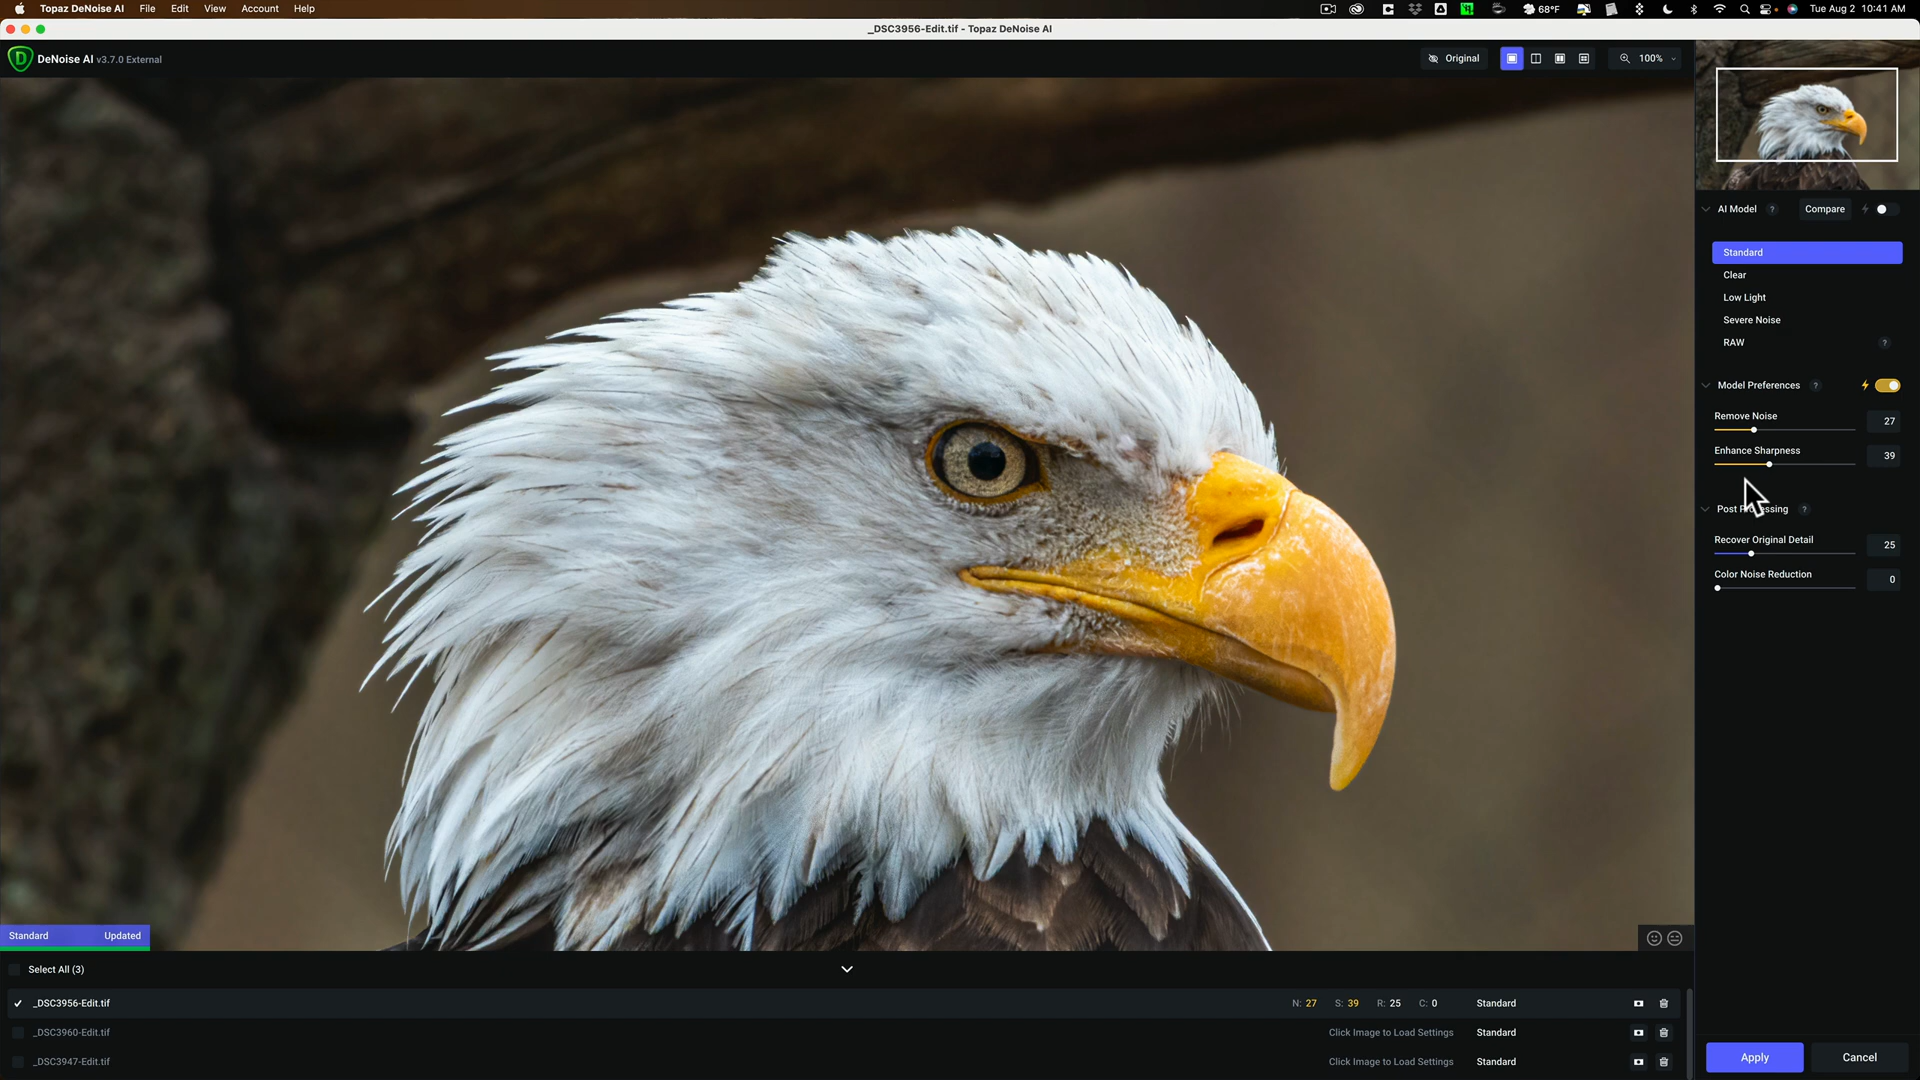 Topaz DeNoise AI File Edit View Account Help 68°F Tue Aug 2 10:41 AM
_DSC3956-Edit.tif - Topaz DeNoise AI
DeNoise AI v3.7.0 External Original 100%
AI Model ? Compare
Standard
Clear
Low Light
Severe Noise
RAW ?
Model Preferences ?
Remove Noise 27
Enhance Sharpness 39
Post Processing ?
Recover Original Detail 25
Color Noise Reduction 0
Standard Updated
Select All (3)
_DSC3956-Edit.tif N: 27 S: 39 R: 25 C: 0 Standard
_DSC3960-Edit.tif Click Image to Load Settings Standard
_DSC3947-Edit.tif Click Image to Load Settings Standard
Apply Cancel